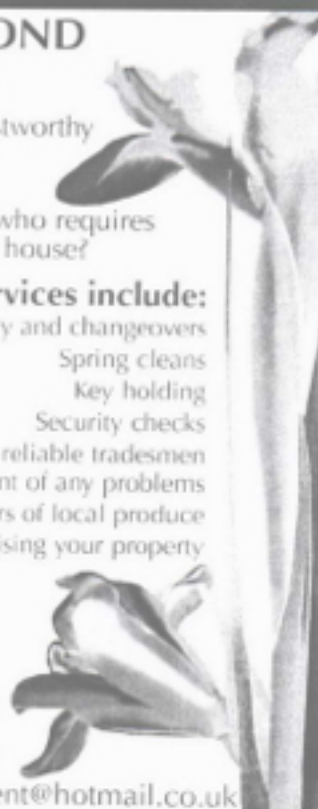 OND
stworthy
who requires
house?
rvices include:
y and changeovers
Spring cleans
Key holding
Security checks
reliable tradesmen
nt of any problems
rs of local produce
ising your property
ent@hotmail.co.uk